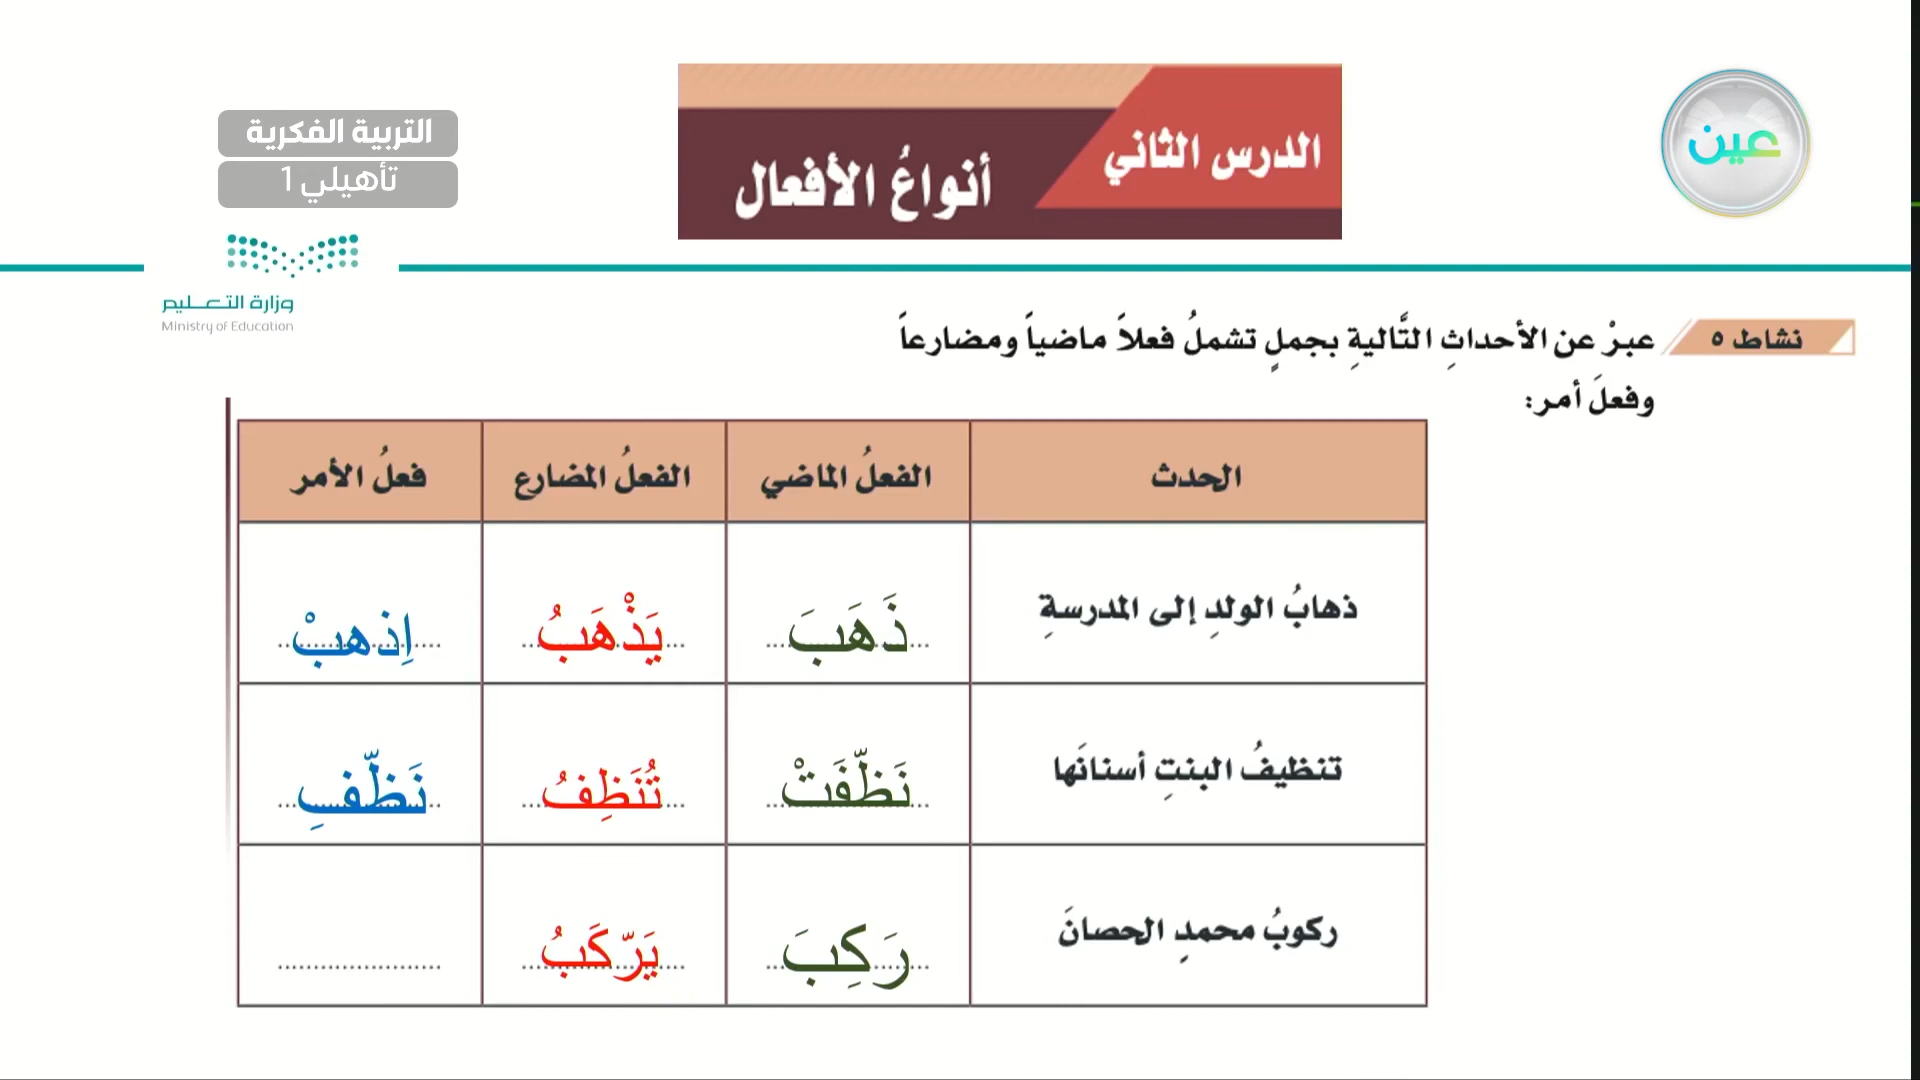 التربية الفكرية
تأهيلي 1
الدرس الثاني
أنواعُ الأفعال
عين
وزارة التعليم
Ministry of Education
نشاط ٥
عبرْ عن الأحداثِ التَّاليةِ بجملٍ تشملُ فعلاً ماضياً ومضارعاً
وفعلَ أمر:
الحدث الفعلُ الماضي الفعلُ المضارع فعلُ الأمر
ذهابُ الولدِ إلى المدرسةِ ذَهَبَ يَذْهَبُ اِذهبْ
تنظيفُ البنتِ أسنانَها نَظّفَتْ تُنَظِفُ نَظّفِ
ركوبُ محمدٍ الحصانَ رَكِبَ يَرّكَبُ